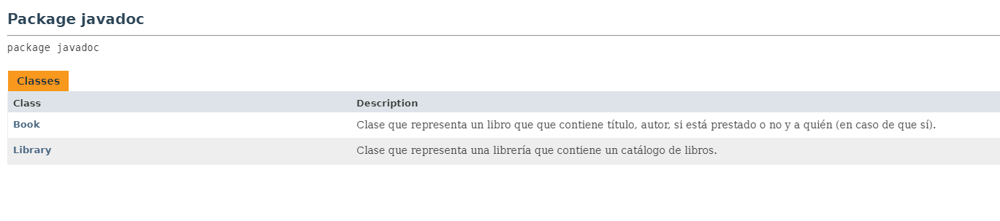 Package javadoc
package javadoc
Classes
Class Description
Book Clase que representa un libro que que contiene título, autor, si está prestado o no y a quién (en caso de que sí).
Library Clase que representa una librería que contiene un catálogo de libros.